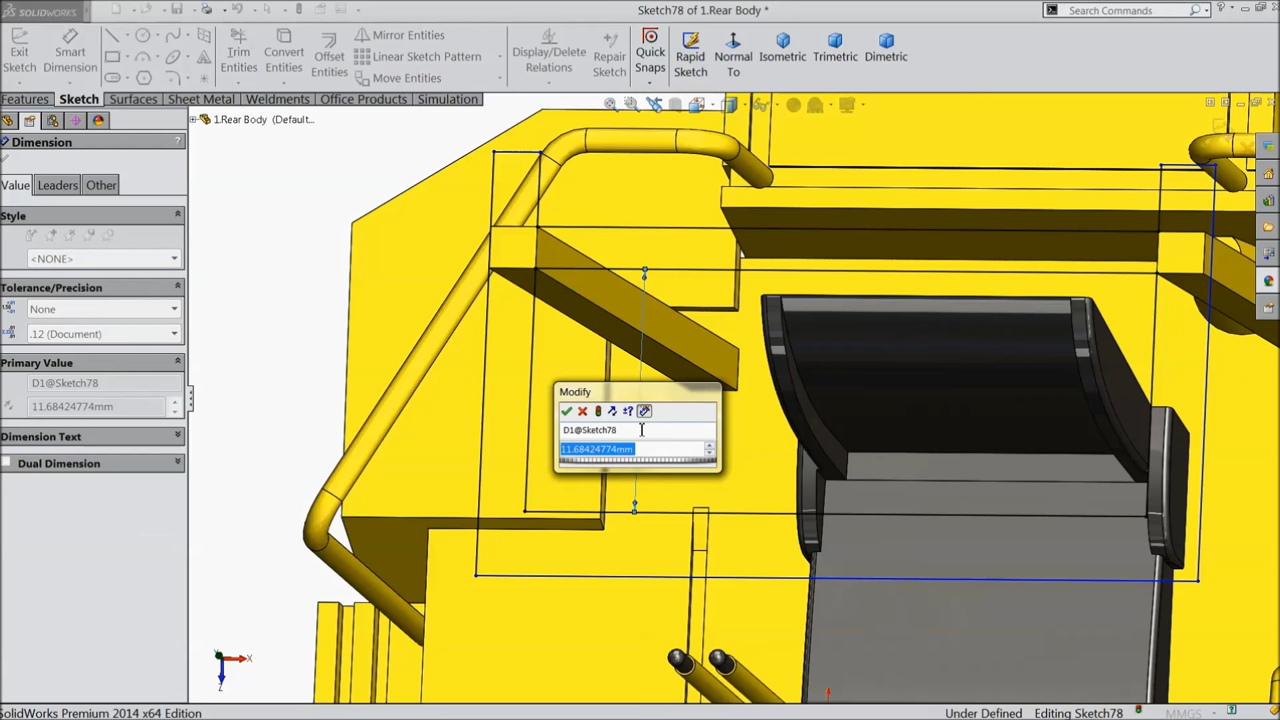 SOLIDWORKS
Sketch78 of 1.Rear Body *
Search Commands
Exit Sketch
Smart Dimension
Trim Entities
Convert Entities
Offset Entities
Mirror Entities
Linear Sketch Pattern
Move Entities
Display/Delete Relations
Repair Sketch
Quick Snaps
Rapid Sketch
Normal To
Isometric
Trimetric
Dimetric
Features
Sketch
Surfaces
Sheet Metal
Weldments
Office Products
Simulation
1.Rear Body (Default...
Dimension
?
Value
Leaders
Other
Style
<NONE>
Tolerance/Precision
None
.12 (Document)
Primary Value
D1@Sketch78
11.68424774mm
Dimension Text
Dual Dimension
Modify
D1@Sketch78
11.68424774mm
X
Z
SolidWorks Premium 2014 x64 Edition
Under Defined
Editing Sketch78
MMGS